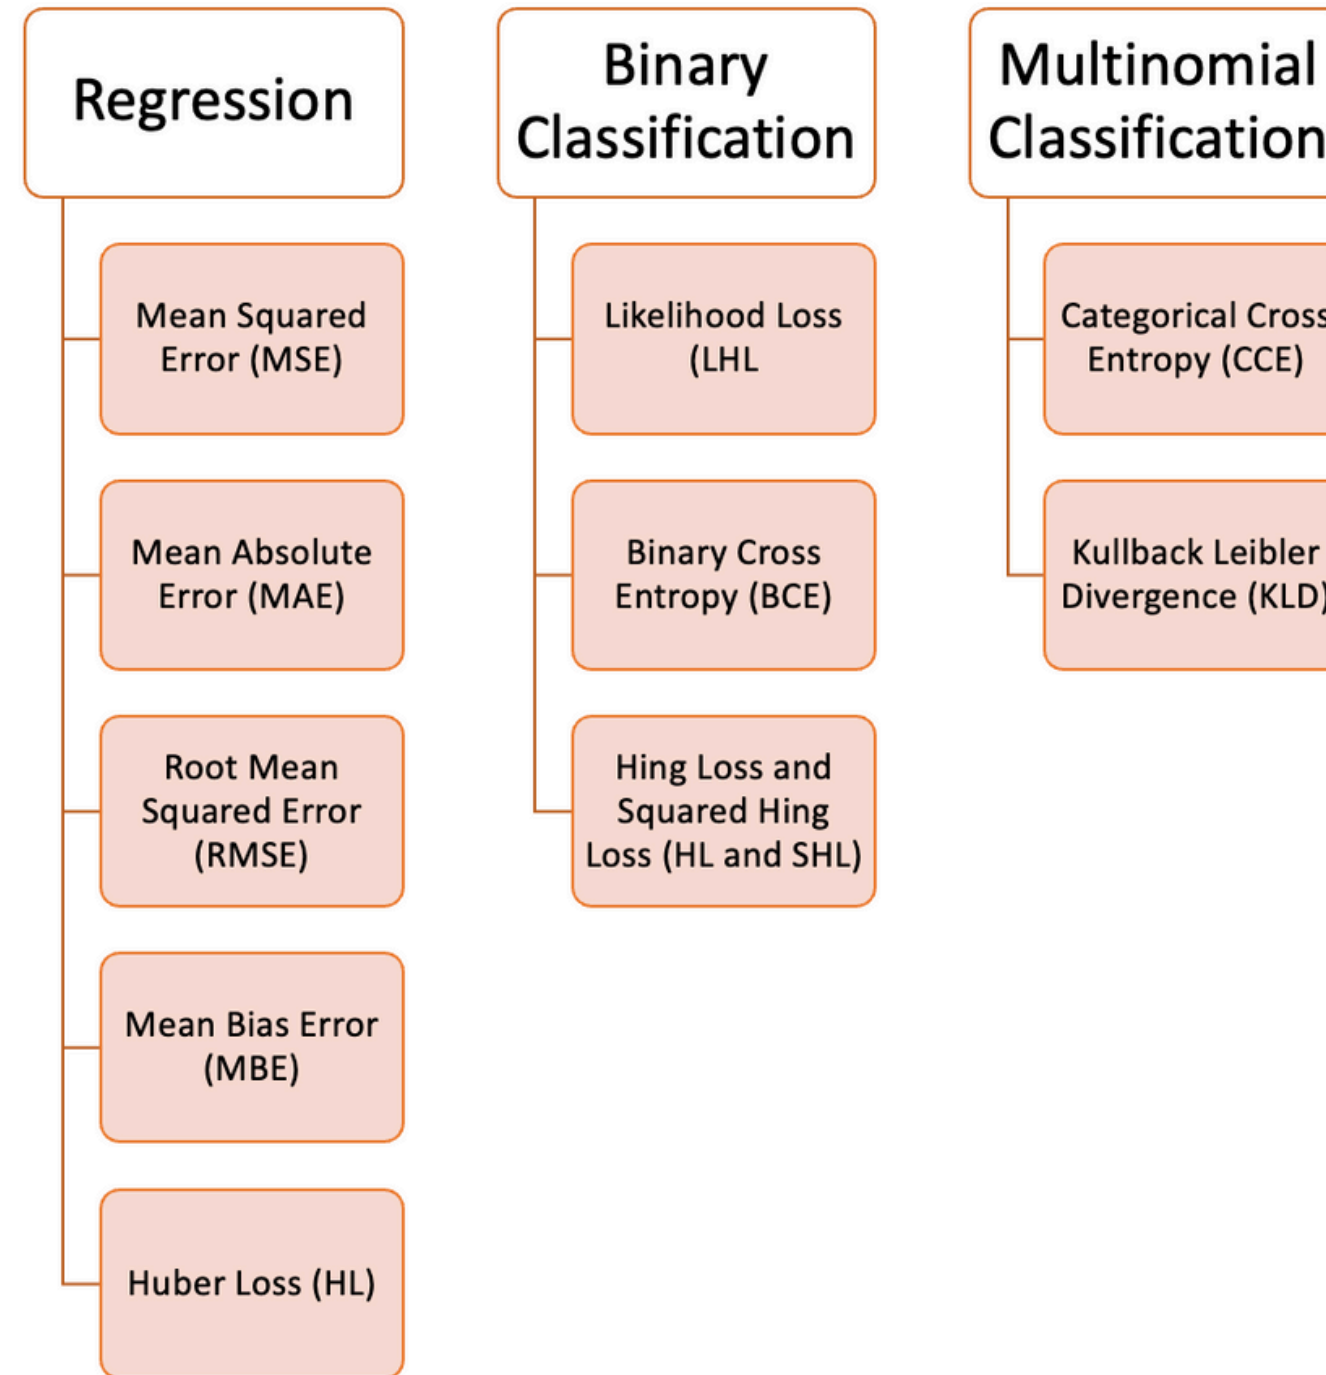 Regression
Mean Squared
Error (MSE)
Mean Absolute
Error (MAE)
Root Mean
Squared Error
(RMSE)
Mean Bias Error
(MBE)
Huber Loss (HL)
Binary
Classification
Likelihood Loss
(LHL
Binary Cross
Entropy (BCE)
Hing Loss and
Squared Hing
Loss (HL and SHL)
Multinomial
Classification
Categorical Cross
Entropy (CCE)
Kullback Leibler
Divergence (KLD)